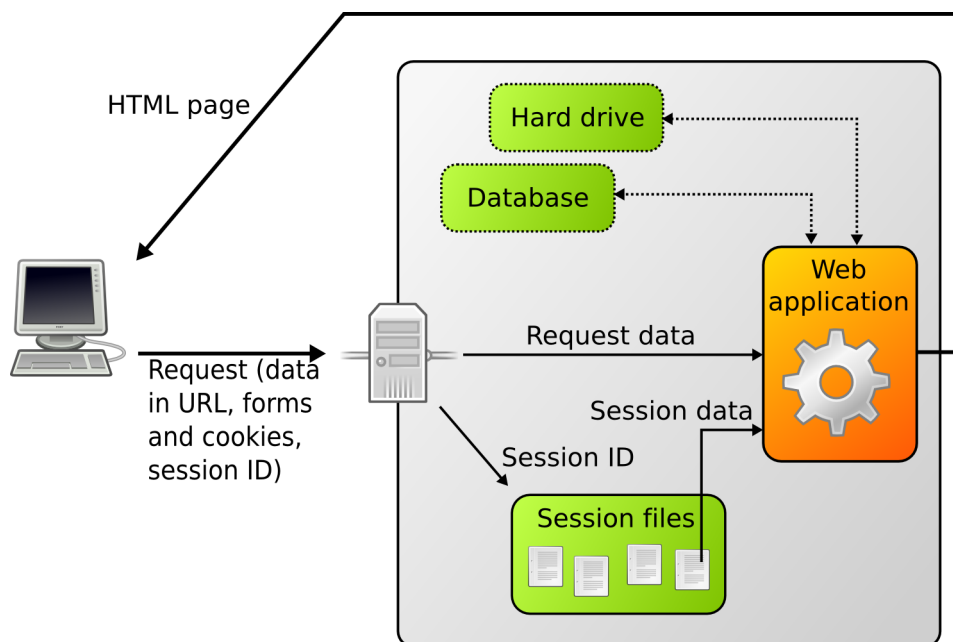 HTML page
Hard drive
Database
Web
application
Request data
Request (data
in URL, forms
and cookies,
session ID)
Session data
Session ID
Session files